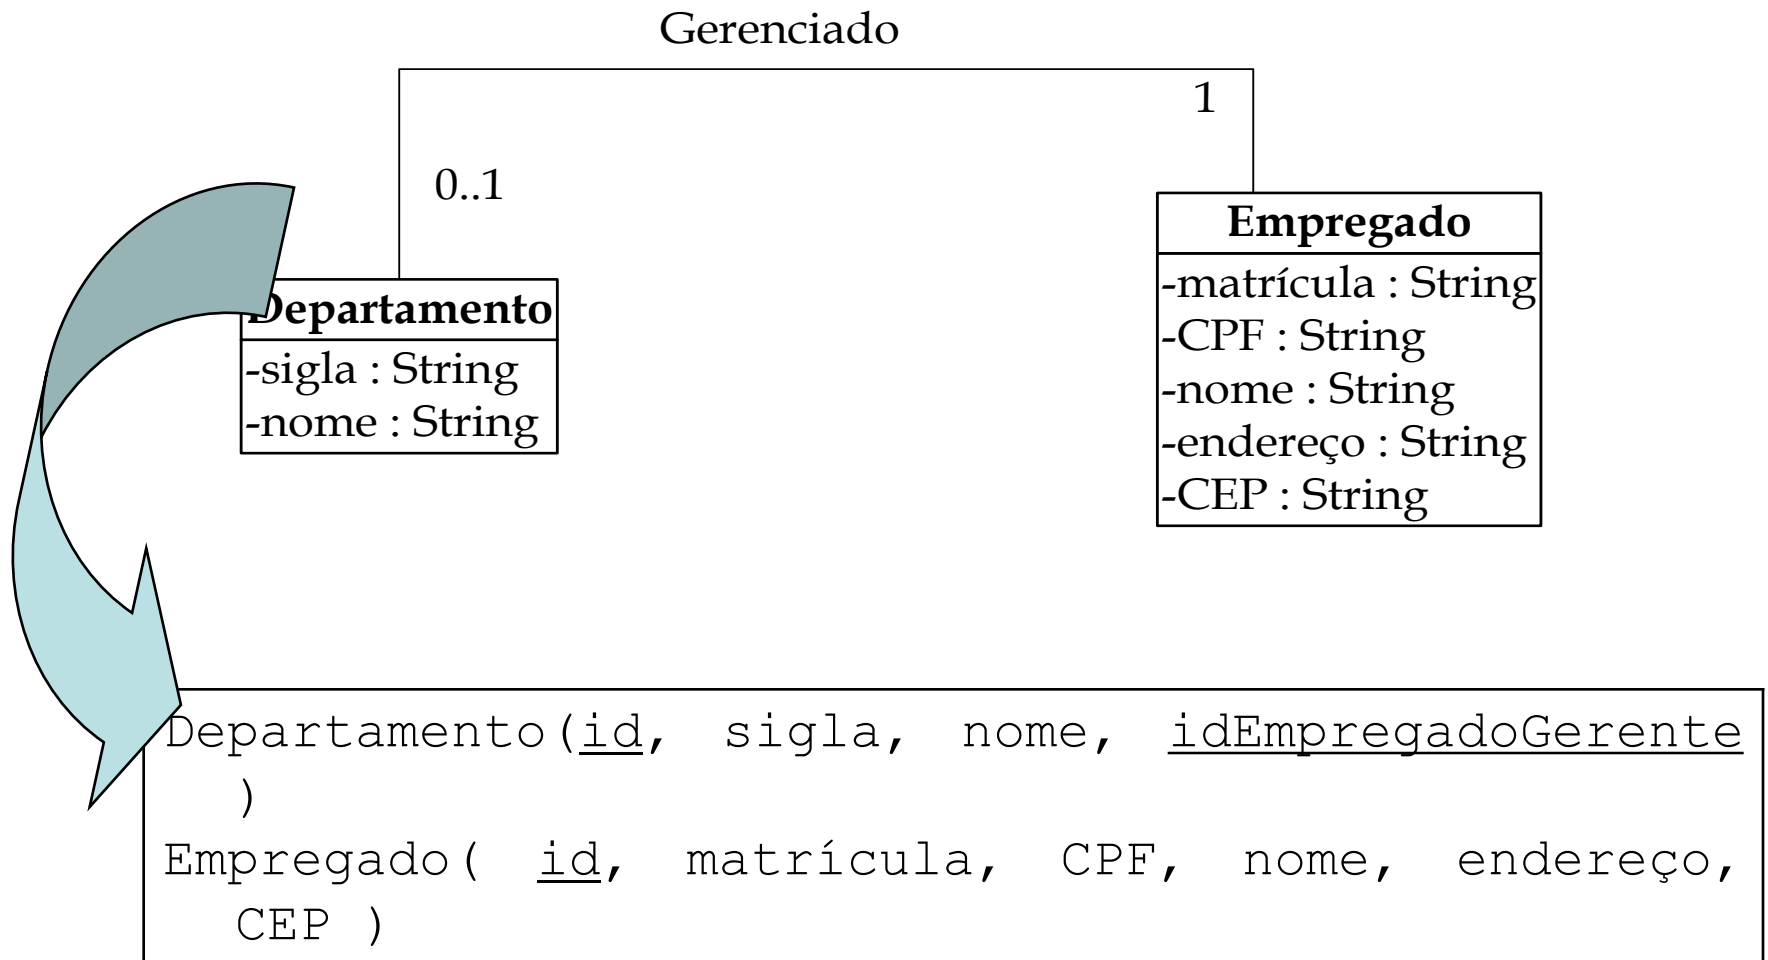 Gerenciado
1
0..1
Empregado
-matrícula : String
-CPF : String
-nome : String
-endereço : String
-CEP : String
Departamento
-sigla : String
-nome : String
Departamento(id, sigla, nome, idEmpregadoGerente
)
Empregado( id, matrícula, CPF, nome, endereço,
CEP )